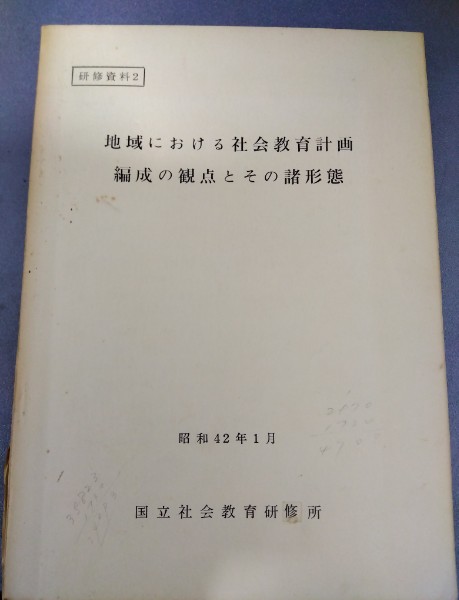 研修資料2
地域における社会教育計画
編成の観点とその諸形態
昭和42年1月
国立社会教育研修所